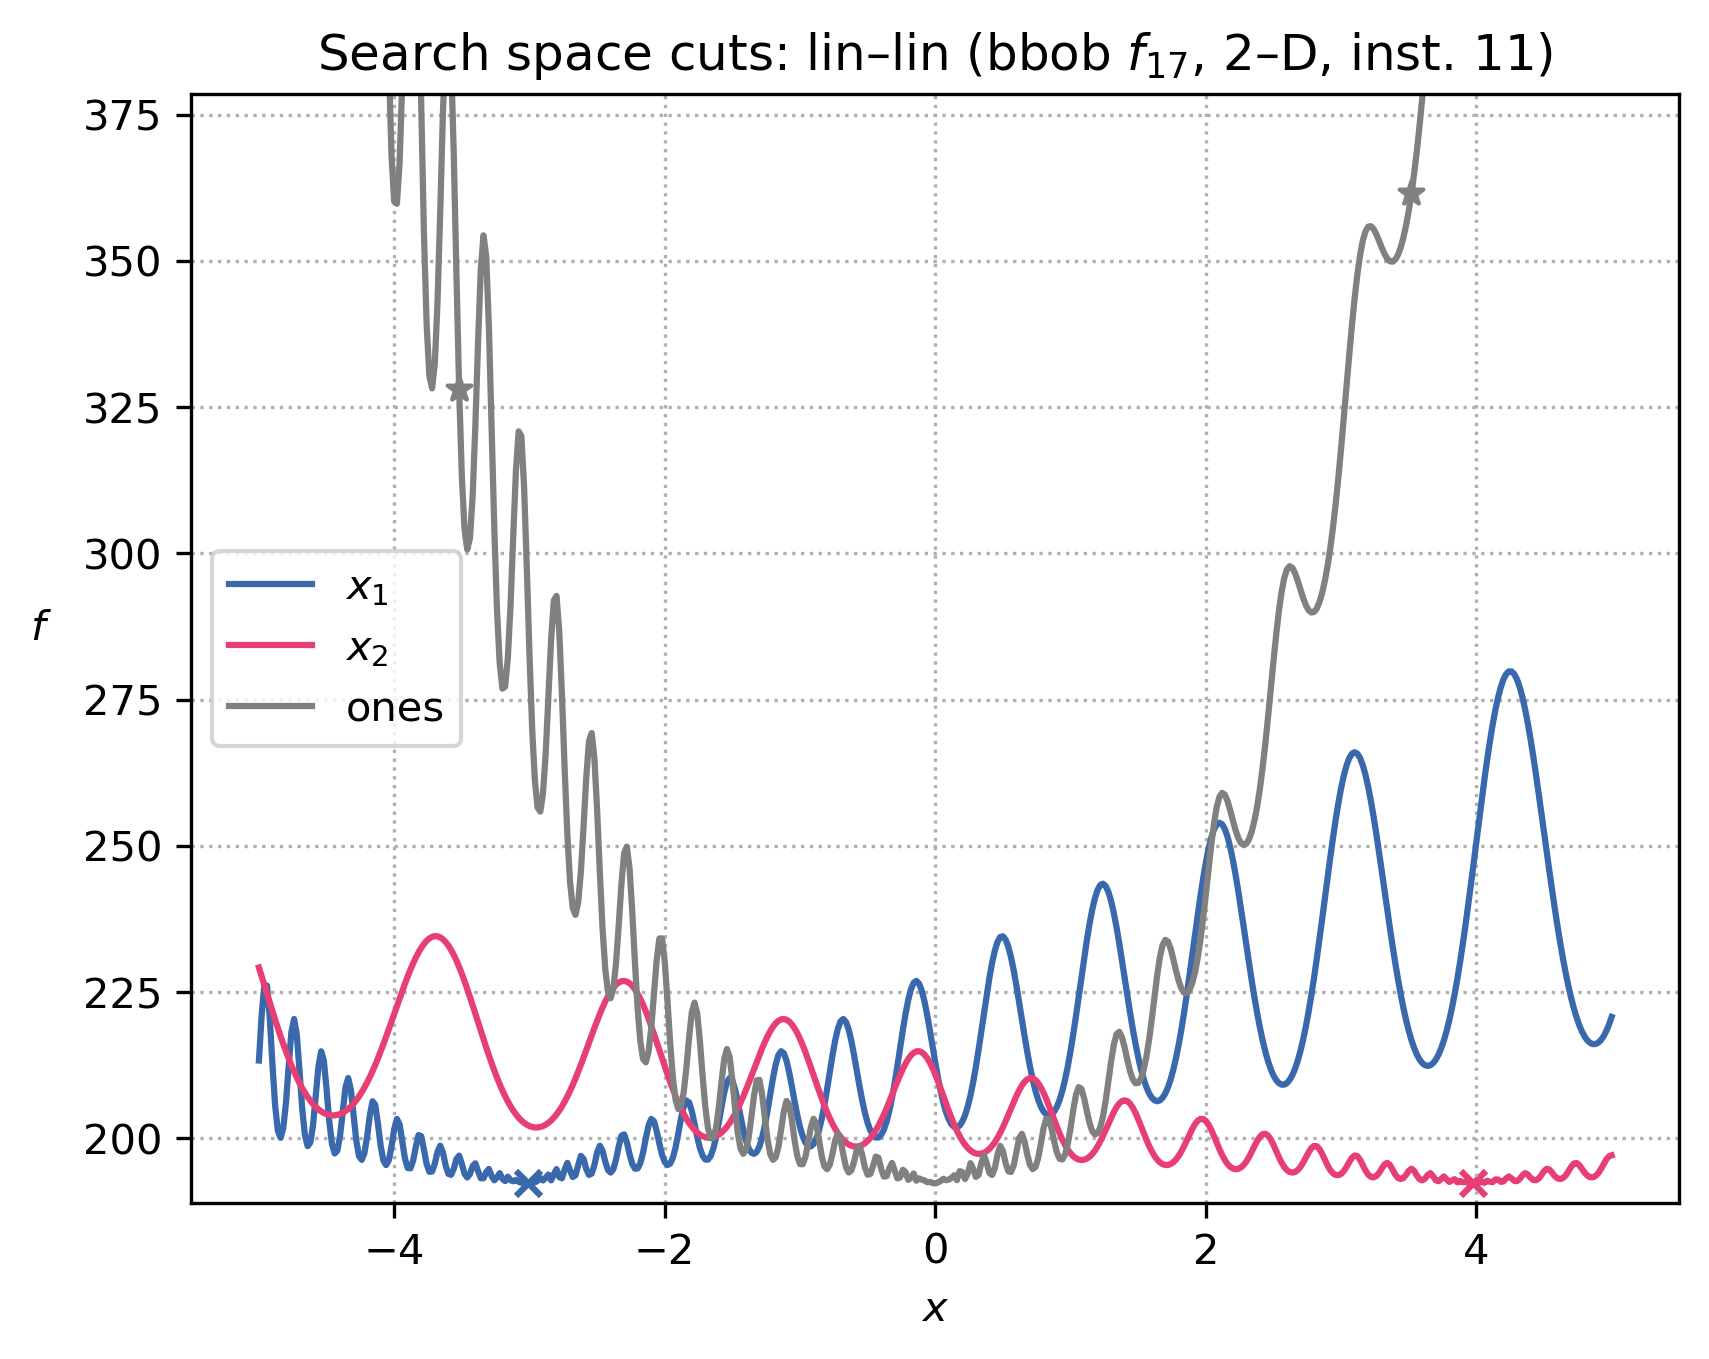 Search space cuts: lin–lin (bbob f₁₇, 2–D, inst. 11)
375
350
325
300
275
250
225
200
f
x₁
x₂
ones
−4 −2 0 2 4
x